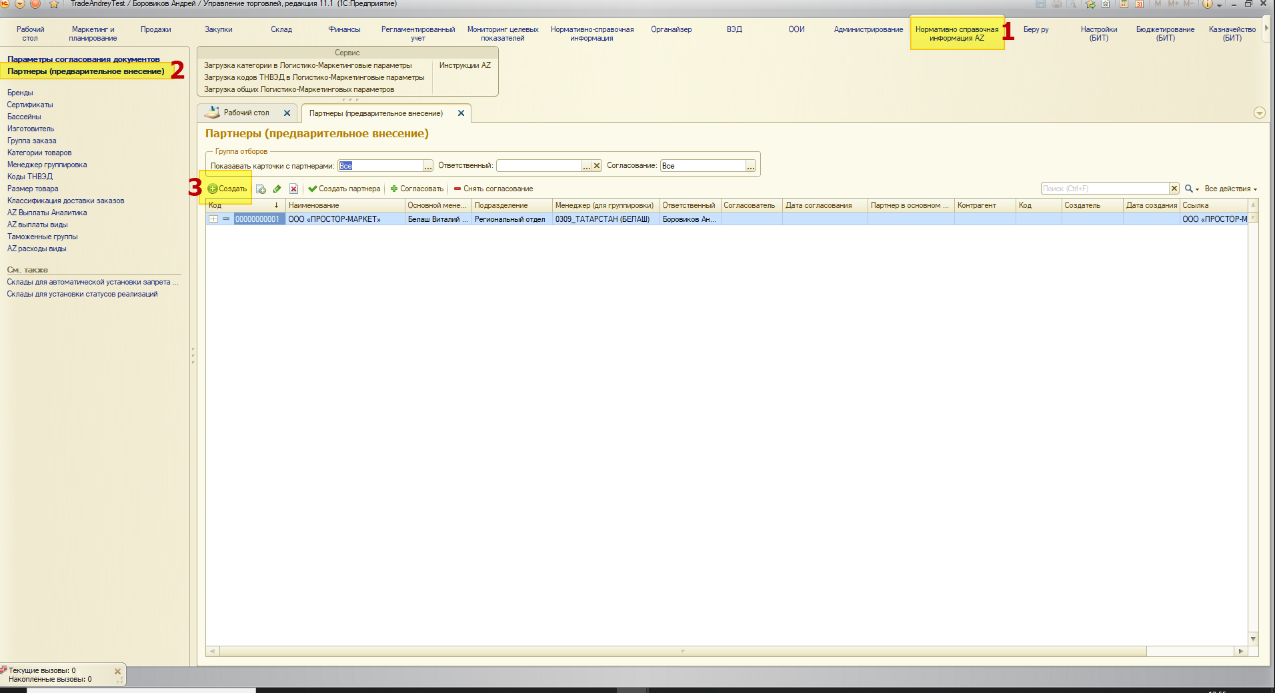 TradeAndreyTest / Боровиков Андрей / Управление торговлей, редакция 11.1 (1С:Предприятие)
M M+ M-
Рабочий стол
Маркетинг и планирование
Продажи
Закупки
Склад
Финансы
Регламентированный учет
Мониторинг целевых показателей
Нормативно-справочная информация
Органайзер
ВЭД
ООИ
Администрирование
Нормативно справочная информация AZ
1
Беру ру
Настройки (БИТ)
Бюджетирование (БИТ)
Казначейство (БИТ)
Параметры согласования документов
Партнеры (предварительное внесение)
2
Бренды
Сертификаты
Бассейны
Изготовитель
Группа заказа
Категории товаров
Менеджер группировка
Коды ТНВЭД
Размер товара
Классификация доставки заказов
AZ Выплаты Аналитика
AZ выплаты виды
Таможенные группы
AZ расходы виды
См. также
Склады для автоматической установки запрета ...
Склады для установки статусов реализаций
Сервис
Загрузка категории в Логистико-Маркетинговые параметры
Инструкции AZ
Загрузка кодов ТНВЭД в Логистико-Маркетинговые параметры
Загрузка общих Логистико-Маркетинговых параметров
Рабочий стол
Партнеры (предварительное внесение)
Партнеры (предварительное внесение)
Группа отборов
Показавать карточки с партнерами: Все ... Ответственный: ... Согласование: Все ...
3
Создать Создать партнера Согласовать Снять согласование Поиск (Ctrl+F) Все действия
Код Наименование Основной мене... Подразделение Менеджер (для группировки) Ответственный Согласователь Дата согласования Партнер в основном ... Контрагент Код Создатель Дата создания Ссылка
00000000001 ООО «ПРОСТОР-МАРКЕТ» Белаш Виталий ... Региональный отдел 0309_ТАТАРСТАН (БЕЛАШ) Боровиков Ан... ООО «ПРОСТОР-М
Текущие вызовы: 0
Накопленные вызовы: 0